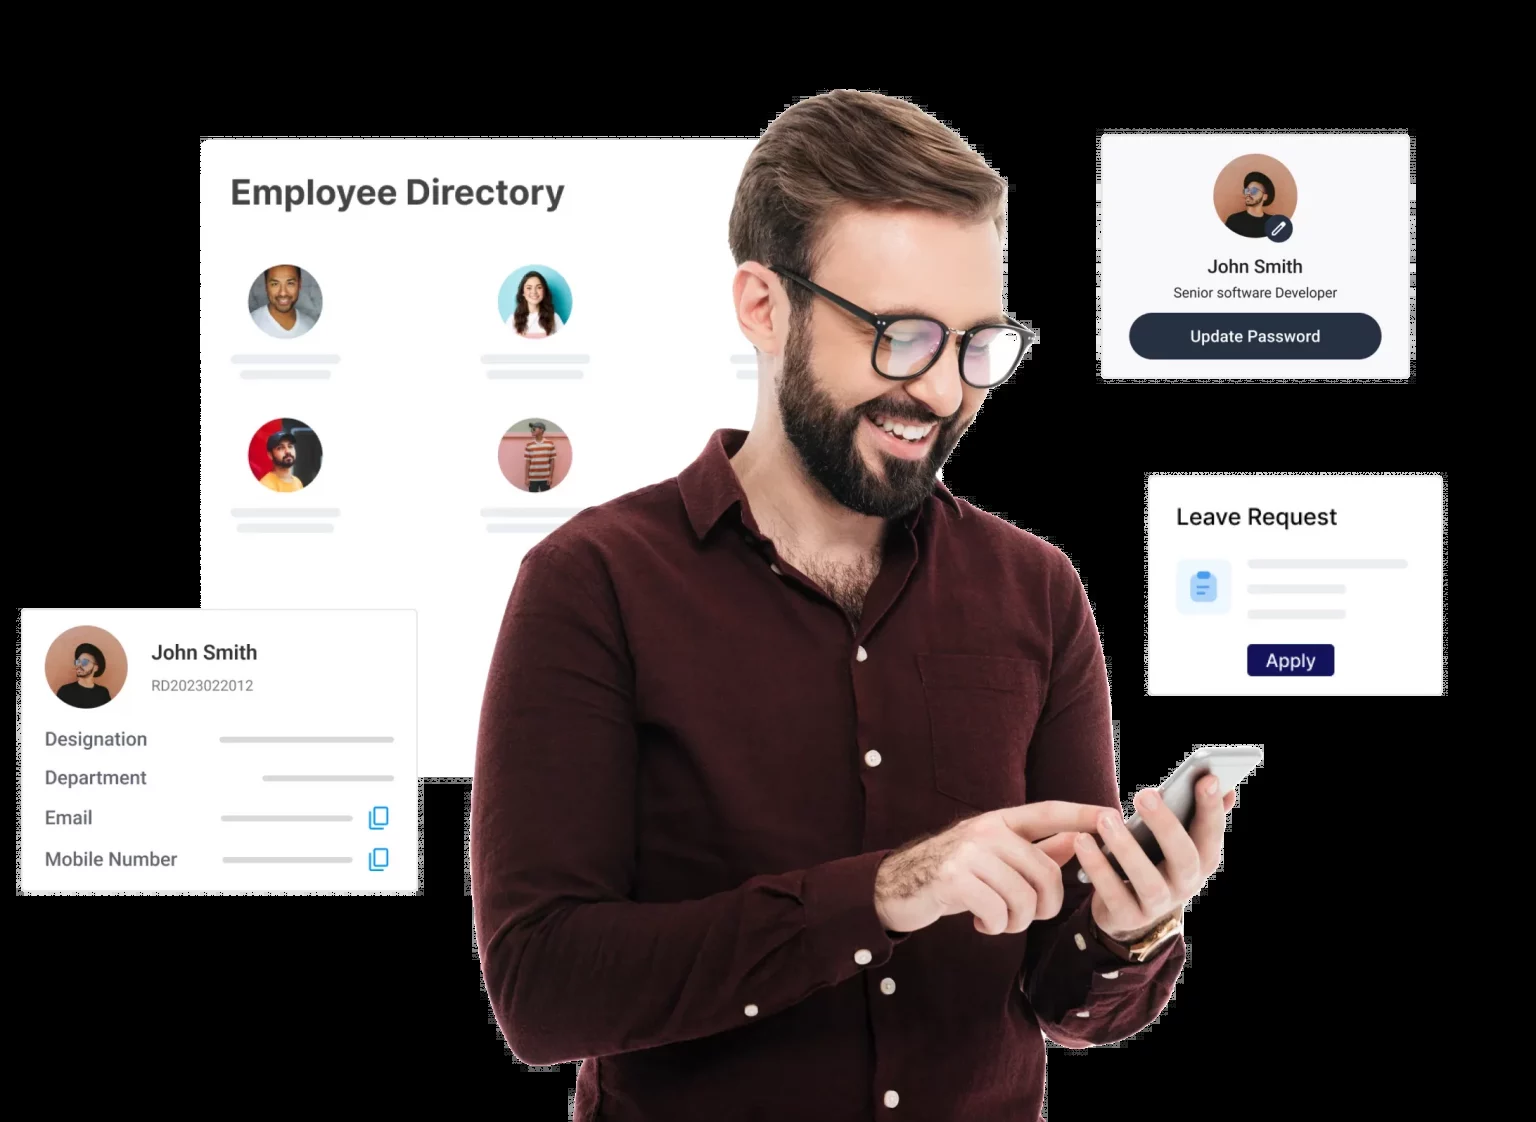 Employee Directory
John Smith
Senior software Developer
Update Password
Leave Request
Apply
John Smith
RD2023022012
Designation
Department
Email
Mobile Number